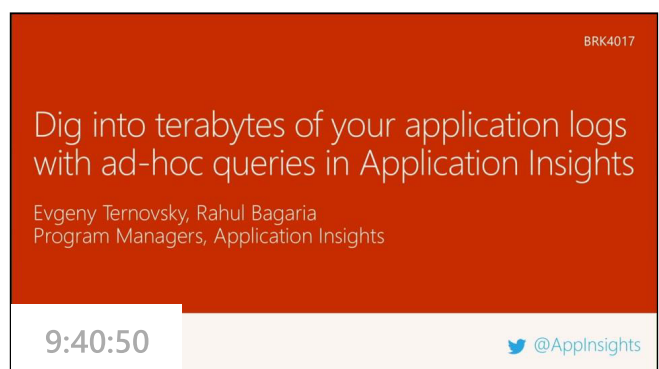 BRK4017
Dig into terabytes of your application logs
with ad-hoc queries in Application Insights
Evgeny Ternovsky, Rahul Bagaria
Program Managers, Application Insights
9:40:50
@AppInsights